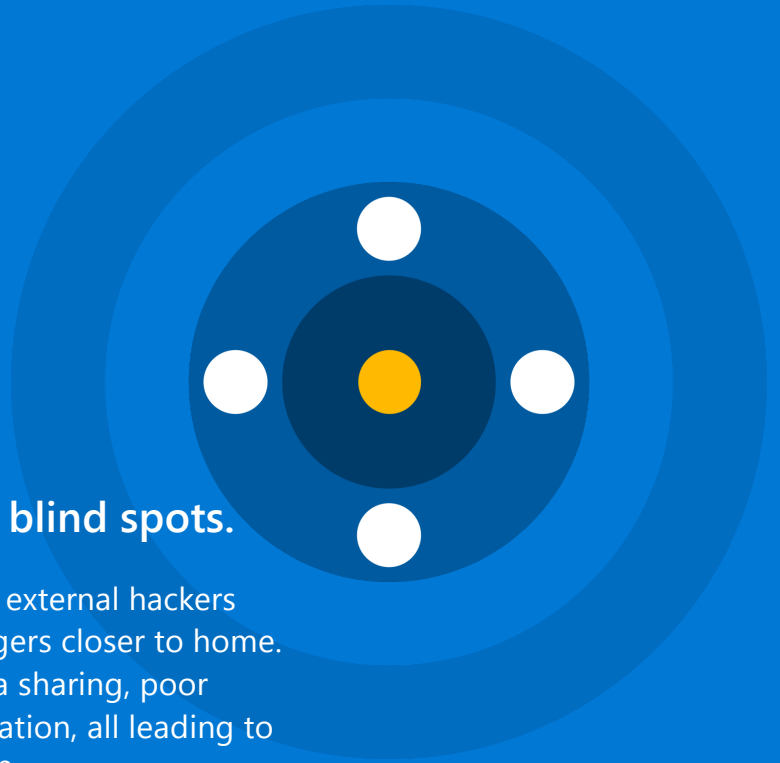 blind spots.
external hackers
gers closer to home.
a sharing, poor
ation, all leading to